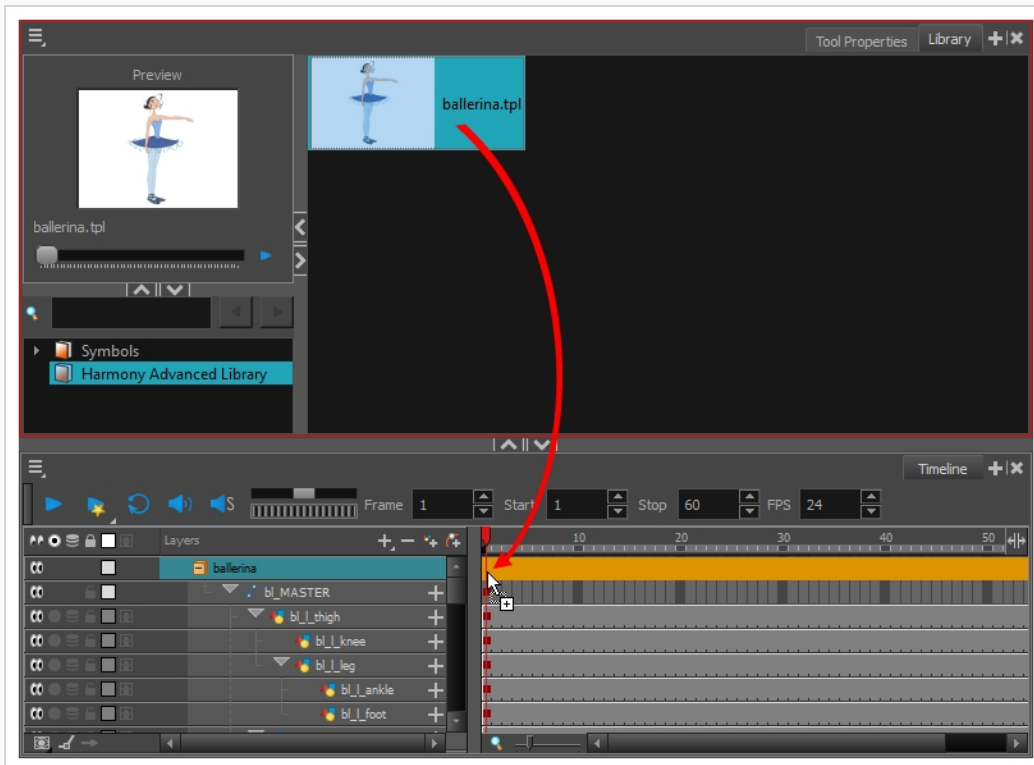 Tool Properties Library
Preview
ballerina.tpl
ballerina.tpl
Symbols
Harmony Advanced Library
Timeline
S Frame 1 Start 1 Stop 60 FPS 24
Layers 10 20 30 40 50
ballerina
bl_MASTER
bl_l_thigh
bl_l_knee
bl_l_leg
bl_l_ankle
bl_l_foot